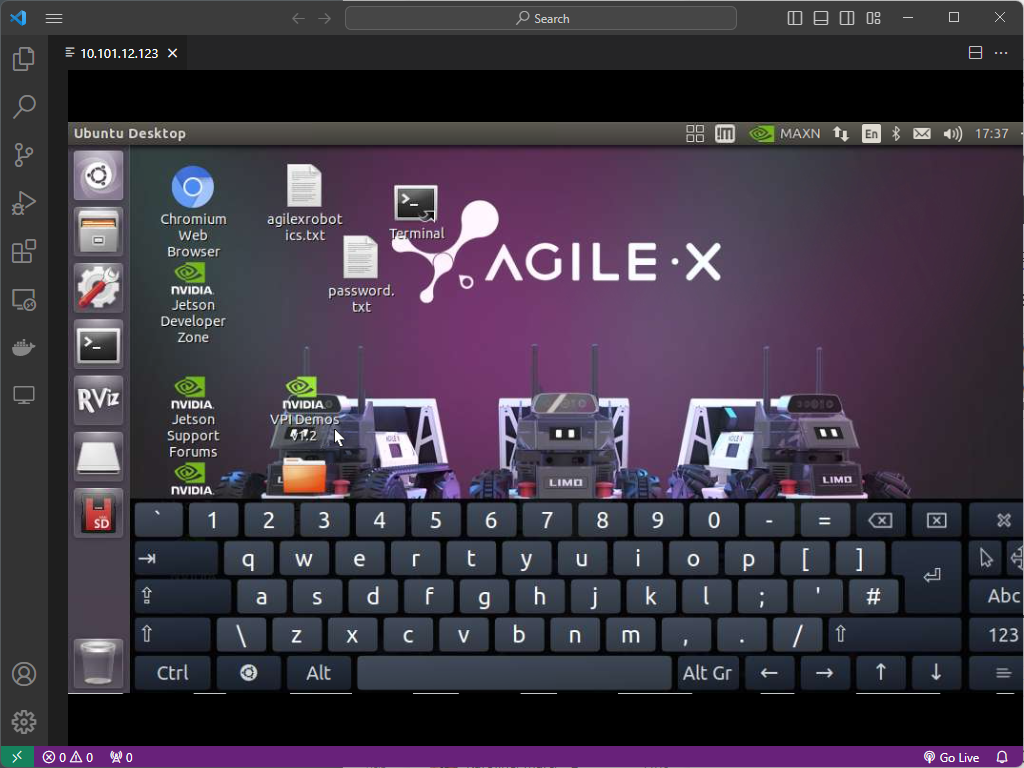 Search
10.101.12.123
Ubuntu Desktop
MAXN
En
17:37
Chromium
Web
Browser
agilexrobot
ics.txt
Terminal
password.
txt
AGILE·X
NVIDIA.
Jetson
Developer
Zone
NVIDIA.
Jetson
Support
Forums
NVIDIA.
VPI Demos
v1.2
NVIDIA.
RViz
SD
LIMO
LIMO
` 1 2 3 4 5 6 7 8 9 0 - =
q w e r t y u i o p [ ]
a s d f g h j k l ; ' # Abc
\ z x c v b n m , . / 123
Ctrl Alt Alt Gr
0 0 0
Go Live